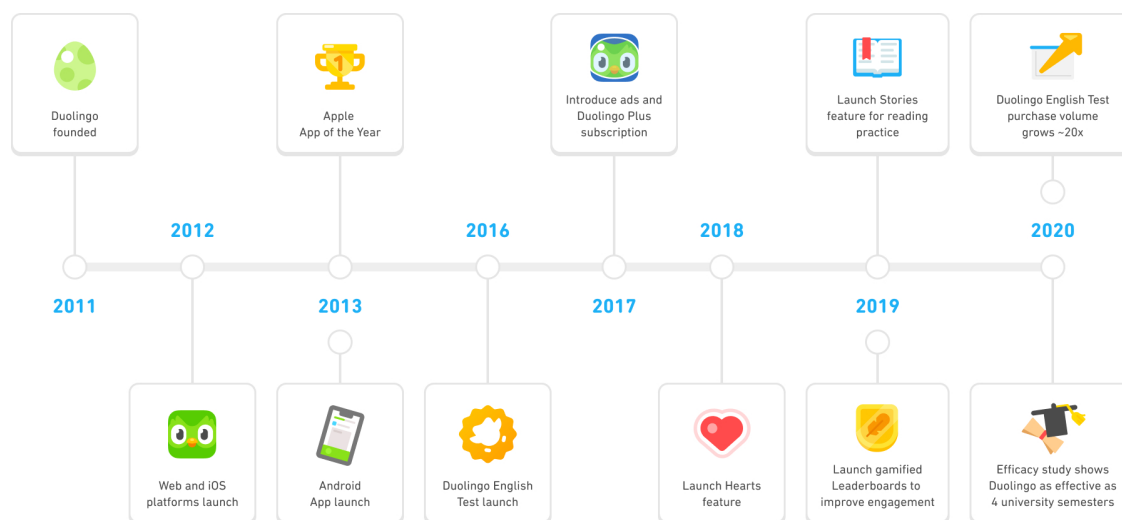 Duolingo
founded
Apple
App of the Year
1
Introduce ads and
Duolingo Plus
subscription
Launch Stories
feature for reading
practice
Duolingo English Test
purchase volume
grows ~20x
2012
2016
2018
2020
2011
2013
2017
2019
Web and iOS
platforms launch
Android
App launch
Duolingo English
Test launch
Launch Hearts
feature
Launch gamified
Leaderboards to
improve engagement
Efficacy study shows
Duolingo as effective as
4 university semesters